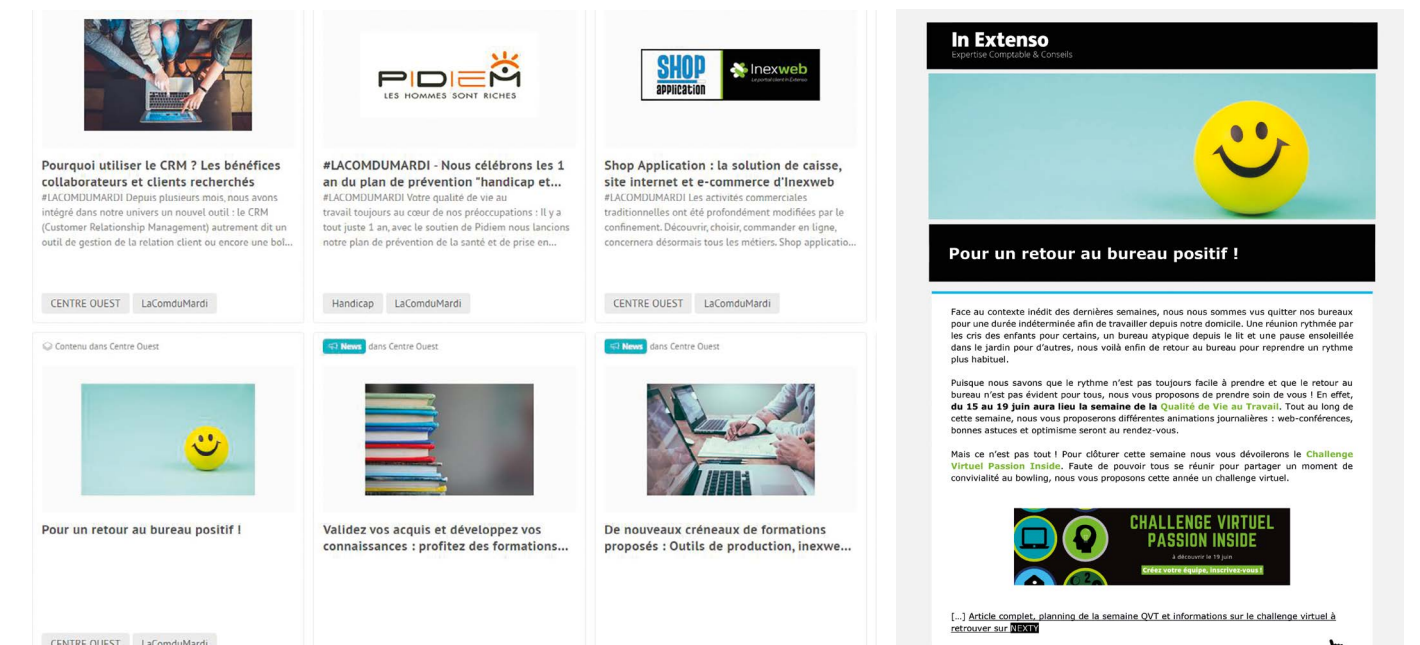 PIDIEM
LES HOMMES SONT RICHES
SHOP
APPLICATION
Inexweb
Le portail client In Extenso
Pourquoi utiliser le CRM ? Les bénéfices
collaborateurs et clients recherchés
#LACOMDUMARDI Depuis plusieurs mois, nous avons
intégré dans notre univers un nouvel outil : le CRM
(Customer Relationship Management) autrement dit un
outil de gestion de la relation client ou encore une bol...
CENTRE OUEST
LaComduMardi
#LACOMDUMARDI - Nous célébrons les 1
an du plan de prévention "handicap et...
#LACOMDUMARDI Votre qualité de vie au
travail toujours au cœur de nos préoccupations : Il y a
tout juste 1 an, avec le soutien de Pidiem nous lancions
notre plan de prévention de la santé et de prise en...
Handicap
LaComduMardi
Shop Application : la solution de caisse,
site internet et e-commerce d'Inexweb
#LACOMDUMARDI Les activités commerciales
traditionnelles ont été profondément modifiées par le
confinement. Découvrir, choisir, commander en ligne,
concernera désormais tous les métiers. Shop applicatio...
CENTRE OUEST
LaComduMardi
Contenu dans Centre Ouest
Pour un retour au bureau positif !
CENTRE OUEST
LaComduMardi
News dans Centre Ouest
Validez vos acquis et développez vos
connaissances : profitez des formations...
News dans Centre Ouest
De nouveaux créneaux de formations
proposés : Outils de production, inexwe...
In Extenso
Expertise Comptable & Conseils
Pour un retour au bureau positif !
Face au contexte inédit des dernières semaines, nous nous sommes vus quitter nos bureaux
pour une durée indéterminée afin de travailler depuis notre domicile. Une réunion rythmée par
les cris des enfants pour certains, un bureau atypique depuis le lit et une pause ensoleillée
dans le jardin pour d'autres, nous voilà enfin de retour au bureau pour reprendre un rythme
plus habituel.
Puisque nous savons que le rythme n'est pas toujours facile à prendre et que le retour au
bureau n'est pas évident pour tous, nous vous proposons de prendre soin de vous ! En effet,
du 15 au 19 juin aura lieu la semaine de la Qualité de Vie au Travail. Tout au long de
cette semaine, nous vous proposerons différentes animations journalières : web-conférences,
bonnes astuces et optimisme seront au rendez-vous.
Mais ce n'est pas tout ! Pour clôturer cette semaine nous vous dévoilerons le Challenge
Virtuel Passion Inside. Faute de pouvoir tous se réunir pour partager un moment de
convivialité au bowling, nous vous proposons cette année un challenge virtuel.
CHALLENGE VIRTUEL
PASSION INSIDE
à découvrir le 19 juin
Créez votre équipe, inscrivez-vous !
[...] Article complet, planning de la semaine QVT et informations sur le challenge virtuel à
retrouver sur NEXTY